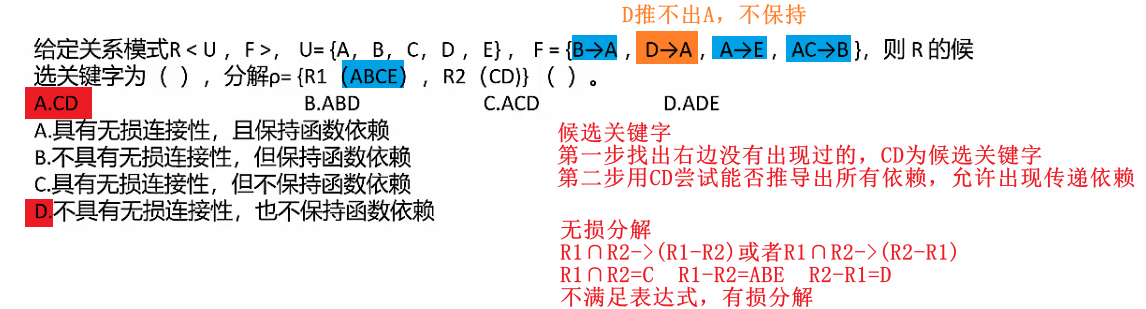 D推不出A，不保持
给定关系模式R < U ，F >， U= {A，B，C，D ，E} ，F = {B→A ，D→A ，A→E ，AC→B }，则 R 的候
选关键字为（ ），分解ρ= {R1（ABCE），R2（CD)} （ ）。
A.CD B.ABD C.ACD D.ADE
A.具有无损连接性，且保持函数依赖
B.不具有无损连接性，但保持函数依赖
C.具有无损连接性，但不保持函数依赖
D.不具有无损连接性，也不保持函数依赖
候选关键字
第一步找出右边没有出现过的，CD为候选关键字
第二步用CD尝试能否推导出所有依赖，允许出现传递依赖
无损分解
R1∩R2->(R1-R2)或者R1∩R2->(R2-R1)
R1∩R2=C R1-R2=ABE R2-R1=D
不满足表达式，有损分解